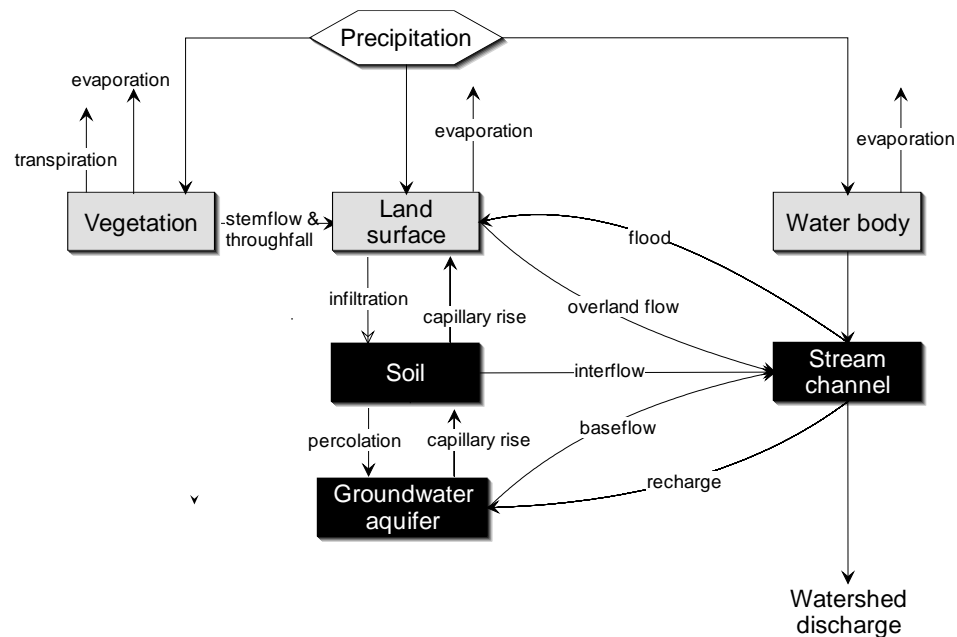 Precipitation
evaporation
evaporation
evaporation
transpiration
Vegetation
stemflow &
throughfall
Land
surface
Water body
flood
infiltration
capillary rise
overland flow
Soil
interflow
Stream
channel
percolation
capillary rise
baseflow
recharge
Groundwater
aquifer
Watershed
discharge